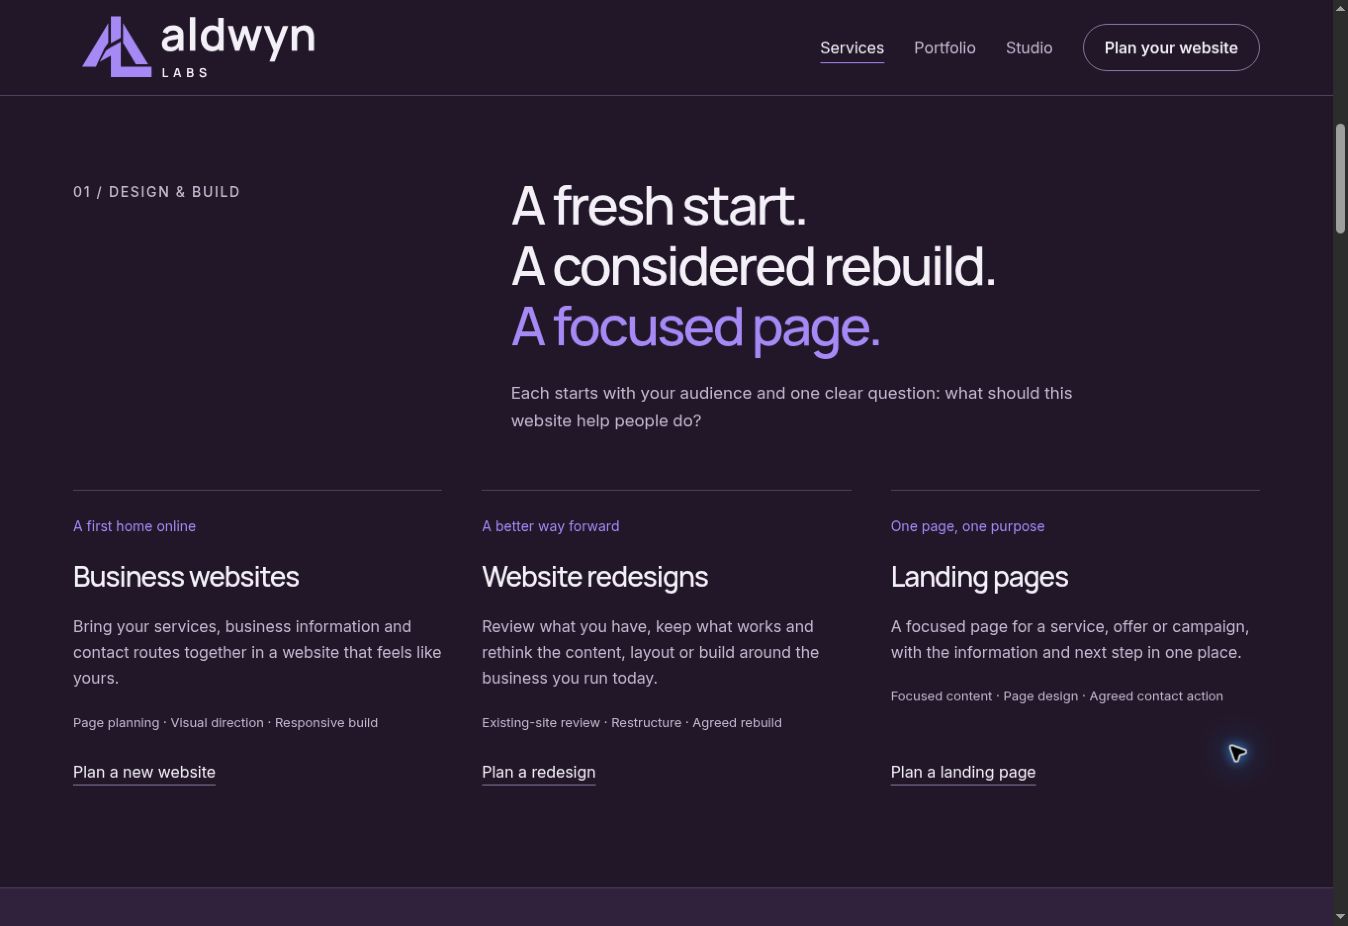 aldwyn
LABS
Services
Portfolio
Studio
Plan your website
01 / DESIGN & BUILD
A fresh start.
A considered rebuild.
A focused page.
Each starts with your audience and one clear question: what should this
website help people do?
A first home online
Business websites
Bring your services, business information and
contact routes together in a website that feels like
yours.
Page planning · Visual direction · Responsive build
Plan a new website
A better way forward
Website redesigns
Review what you have, keep what works and
rethink the content, layout or build around the
business you run today.
Existing-site review · Restructure · Agreed rebuild
Plan a redesign
One page, one purpose
Landing pages
A focused page for a service, offer or campaign,
with the information and next step in one place.
Focused content · Page design · Agreed contact action
Plan a landing page